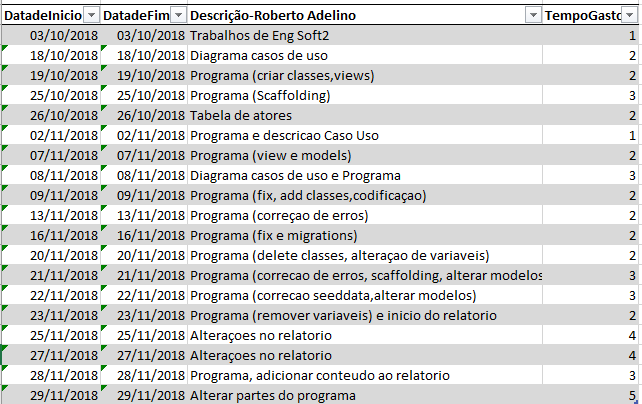 DatadeInicio DatadeFim Descrição-Roberto Adelino TempoGasto
03/10/2018 03/10/2018 Trabalhos de Eng Soft2 1
18/10/2018 18/10/2018 Diagrama casos de uso 2
19/10/2018 19/10/2018 Programa (criar classes,views) 2
25/10/2018 25/10/2018 Programa (Scaffolding) 3
26/10/2018 26/10/2018 Tabela de atores 2
02/11/2018 02/11/2018 Programa e descricao Caso Uso 1
07/11/2018 07/11/2018 Programa (view e models) 2
08/11/2018 08/11/2018 Diagrama casos de uso e Programa 3
09/11/2018 09/11/2018 Programa (fix, add classes,codificaçao) 2
13/11/2018 13/11/2018 Programa (correçao de erros) 2
16/11/2018 16/11/2018 Programa (fix e migrations) 2
20/11/2018 20/11/2018 Programa (delete classes, alteraçao de variaveis) 2
21/11/2018 21/11/2018 Programa (correcao de erros, scaffolding, alterar modelos 3
22/11/2018 22/11/2018 Programa (correcao seeddata,alterar modelos) 3
23/11/2018 23/11/2018 Programa (remover variaveis) e inicio do relatorio 2
25/11/2018 25/11/2018 Alteraçoes no relatorio 4
27/11/2018 27/11/2018 Alteraçoes no relatorio 4
28/11/2018 28/11/2018 Programa, adicionar conteudo ao relatorio 3
29/11/2018 29/11/2018 Alterar partes do programa 5